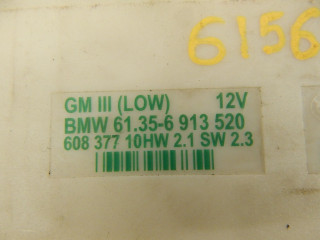 6156
GM III (LOW) 12V
BMW 61.35-6 913 520
608 377 10HW 2.1 SW 2.3